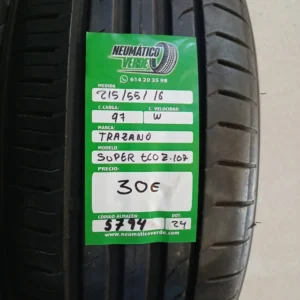 NEUMÁTICO
VERDE
614 20 35 98
MEDIDA
215/55/16
I. CARGA: I. VELOCIDAD
97 W
MARCA:
TRAZANO
MODELO:
SUPER ECO Z-107
PRECIO:
30€
CÓDIGO ALMACÉN DOT:
5794 24
www.neumaticoverde.com